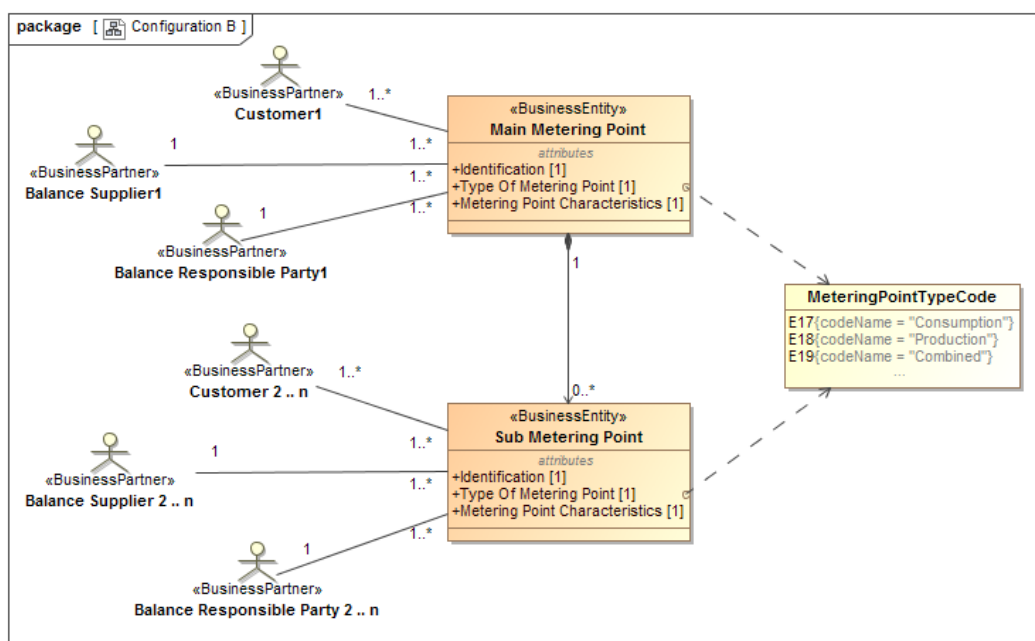 package [ Configuration B ]
«BusinessPartner»
Customer1
1..*
1..*
«BusinessEntity»
Main Metering Point
attributes
+Identification [1]
+Type Of Metering Point [1]
+Metering Point Characteristics [1]
«BusinessPartner»
Balance Supplier1
1
1..*
«BusinessPartner»
Balance Responsible Party1
1
1..*
1
0..*
MeteringPointTypeCode
E17{codeName = "Consumption"}
E18{codeName = "Production"}
E19{codeName = "Combined"}
...
«BusinessPartner»
Customer 2 .. n
1..*
1..*
«BusinessEntity»
Sub Metering Point
attributes
+Identification [1]
+Type Of Metering Point [1]
+Metering Point Characteristics [1]
«BusinessPartner»
Balance Supplier 2 .. n
1
1..*
«BusinessPartner»
Balance Responsible Party 2 .. n
1
1..*